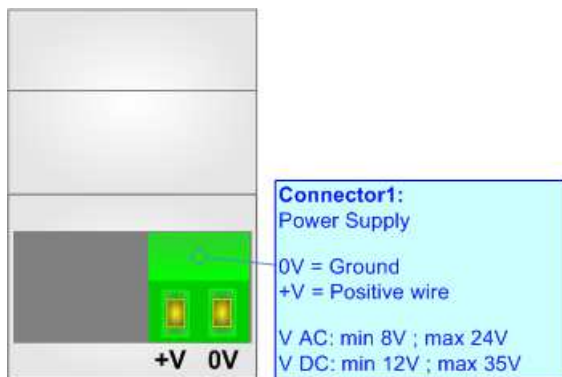 Connector1:
Power Supply
0V = Ground
+V = Positive wire
V AC: min 8V ; max 24V
V DC: min 12V ; max 35V
+V 0V